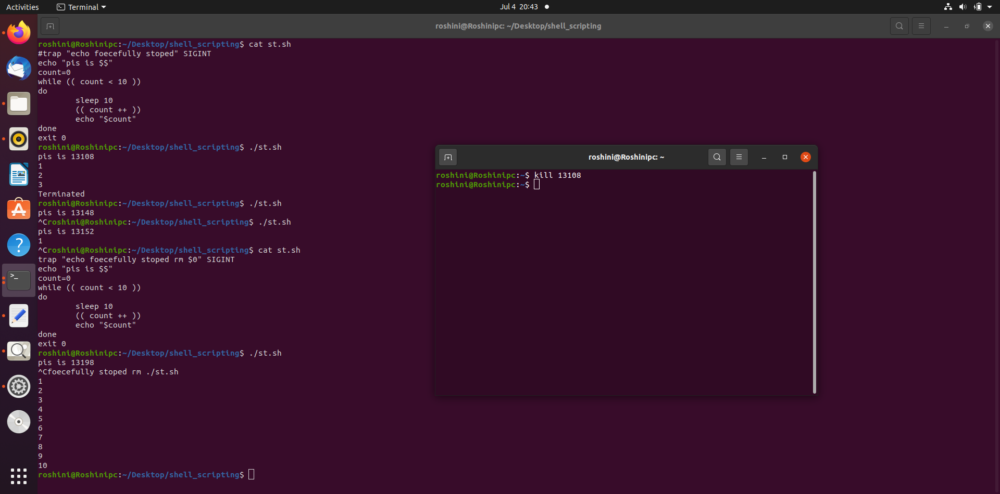 Activities
Terminal
Jul 4 20:43
roshini@Roshinipc: ~/Desktop/shell_scripting
roshini@Roshinipc:~/Desktop/shell_scripting$ cat st.sh
#trap "echo foecefully stoped" SIGINT
echo "pis is $$"
count=0
while (( count < 10 ))
do
        sleep 10
        (( count ++ ))
        echo "$count"
done
exit 0
roshini@Roshinipc:~/Desktop/shell_scripting$ ./st.sh
pis is 13108
1
2
3
Terminated
roshini@Roshinipc:~/Desktop/shell_scripting$ ./st.sh
pis is 13148
^Croshini@Roshinipc:~/Desktop/shell_scripting$ ./st.sh
pis is 13152
1
^Croshini@Roshinipc:~/Desktop/shell_scripting$ cat st.sh
trap "echo foecefully stoped rm $0" SIGINT
echo "pis is $$"
count=0
while (( count < 10 ))
do
        sleep 10
        (( count ++ ))
        echo "$count"
done
exit 0
roshini@Roshinipc:~/Desktop/shell_scripting$ ./st.sh
pis is 13198
^Cfoecefully stoped rm ./st.sh
1
2
3
4
5
6
7
8
9
10
roshini@Roshinipc:~/Desktop/shell_scripting$
roshini@Roshinipc: ~
roshini@Roshinipc:~$ kill 13108
roshini@Roshinipc:~$